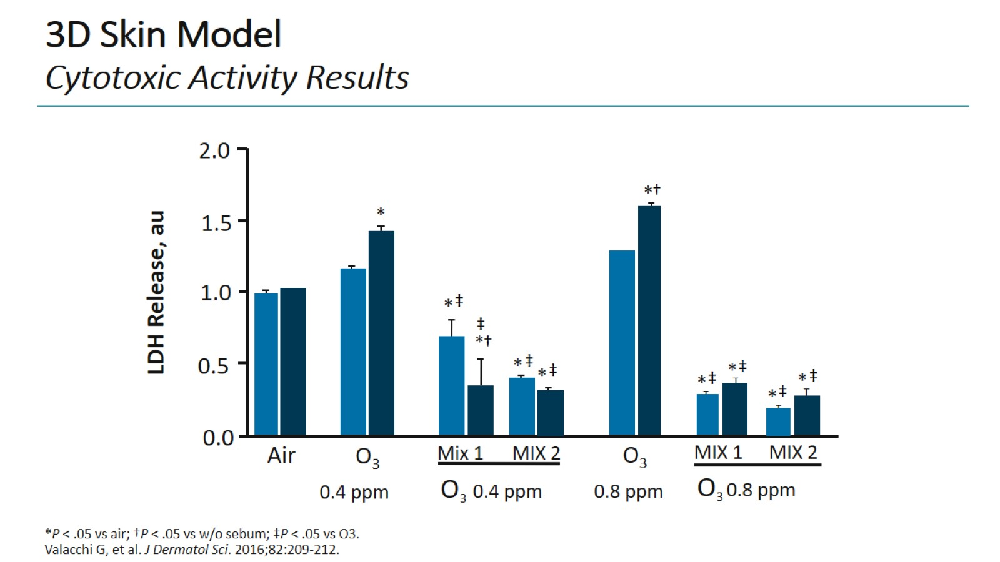 3D Skin Model
Cytotoxic Activity Results
LDH Release, au
2.0
1.5
1.0
0.5
0.0
*
*†
*‡
‡
*†
*‡
*‡
*‡
*‡
*‡
*‡
Air
O₃
Mix 1
MIX 2
O₃
MIX 1
MIX 2
0.4 ppm
O₃ 0.4 ppm
0.8 ppm
O₃ 0.8 ppm
*P < .05 vs air; †P < .05 vs w/o sebum; ‡P < .05 vs O3.
Valacchi G, et al. J Dermatol Sci. 2016;82:209-212.